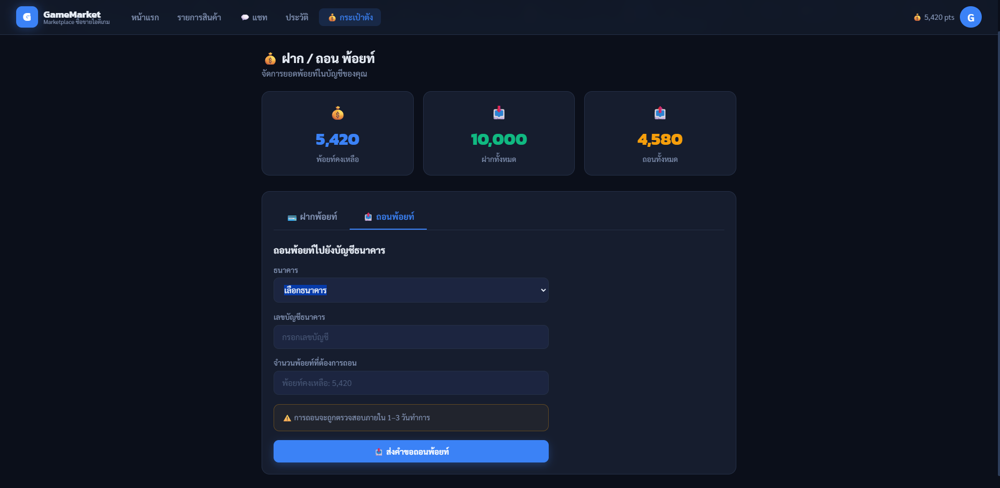 G
GameMarket
Marketplace ซื้อขายไอดีเกม
หน้าแรก
รายการสินค้า
แชท
ประวัติ
กระเป๋าตัง
5,420 pts
G
ฝาก / ถอน พ้อยท์
จัดการยอดพ้อยท์ในบัญชีของคุณ
5,420
พ้อยท์คงเหลือ
10,000
ฝากทั้งหมด
4,580
ถอนทั้งหมด
ฝากพ้อยท์
ถอนพ้อยท์
ถอนพ้อยท์ไปยังบัญชีธนาคาร
ธนาคาร
เลือกธนาคาร
เลขบัญชีธนาคาร
กรอกเลขบัญชี
จำนวนพ้อยท์ที่ต้องการถอน
พ้อยท์คงเหลือ: 5,420
การถอนจะถูกตรวจสอบภายใน 1–3 วันทำการ
ส่งคำขอถอนพ้อยท์